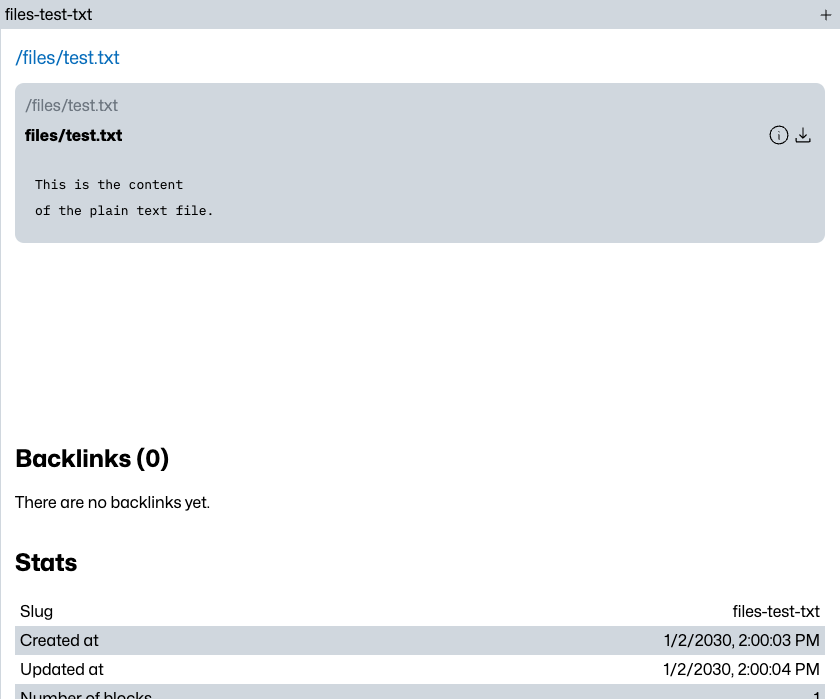 files-test-txt
/files/test.txt
/files/test.txt
files/test.txt
This is the content
of the plain text file.
Backlinks (0)
There are no backlinks yet.
Stats
Slug files-test-txt
Created at 1/2/2030, 2:00:03 PM
Updated at 1/2/2030, 2:00:04 PM
Number of blocks 1